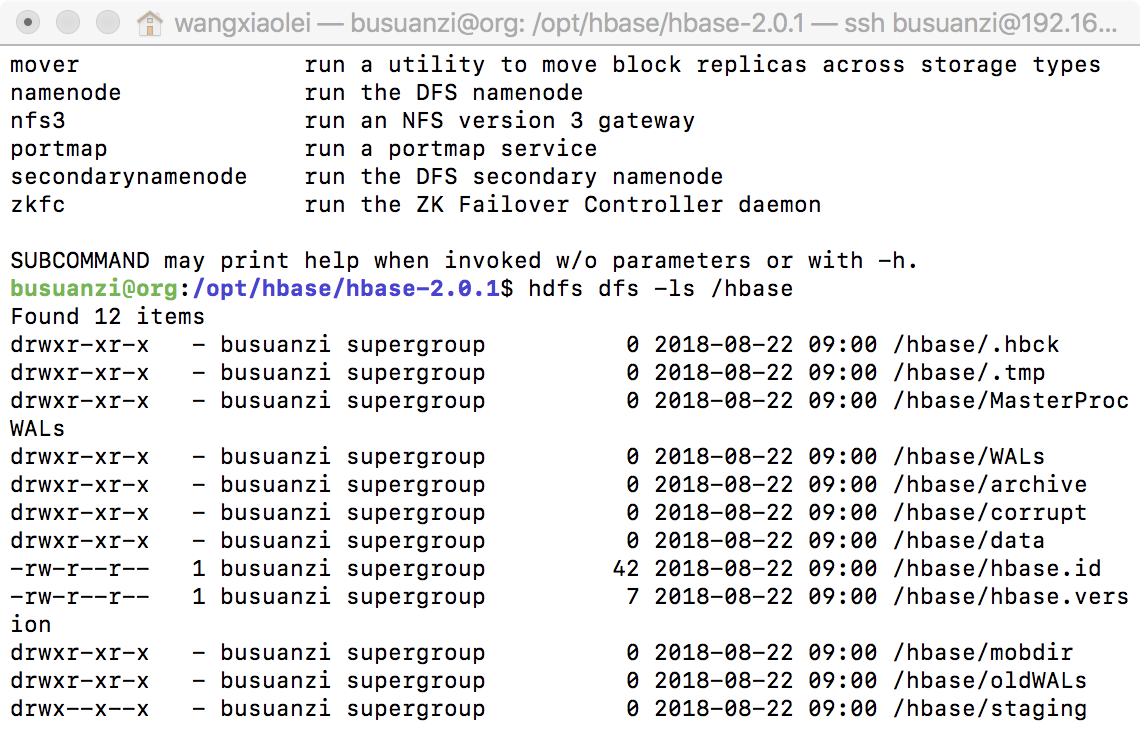 wangxiaolei — busuanzi@org: /opt/hbase/hbase-2.0.1 — ssh busuanzi@192.16...
mover                run a utility to move block replicas across storage types
namenode             run the DFS namenode
nfs3                 run an NFS version 3 gateway
portmap              run a portmap service
secondarynamenode    run the DFS secondary namenode
zkfc                 run the ZK Failover Controller daemon
SUBCOMMAND may print help when invoked w/o parameters or with -h.
busuanzi@org:/opt/hbase/hbase-2.0.1$ hdfs dfs -ls /hbase
Found 12 items
drwxr-xr-x   - busuanzi supergroup          0 2018-08-22 09:00 /hbase/.hbck
drwxr-xr-x   - busuanzi supergroup          0 2018-08-22 09:00 /hbase/.tmp
drwxr-xr-x   - busuanzi supergroup          0 2018-08-22 09:00 /hbase/MasterProc
WALs
drwxr-xr-x   - busuanzi supergroup          0 2018-08-22 09:00 /hbase/WALs
drwxr-xr-x   - busuanzi supergroup          0 2018-08-22 09:00 /hbase/archive
drwxr-xr-x   - busuanzi supergroup          0 2018-08-22 09:00 /hbase/corrupt
drwxr-xr-x   - busuanzi supergroup          0 2018-08-22 09:00 /hbase/data
-rw-r--r--   1 busuanzi supergroup         42 2018-08-22 09:00 /hbase/hbase.id
-rw-r--r--   1 busuanzi supergroup          7 2018-08-22 09:00 /hbase/hbase.vers
ion
drwxr-xr-x   - busuanzi supergroup          0 2018-08-22 09:00 /hbase/mobdir
drwxr-xr-x   - busuanzi supergroup          0 2018-08-22 09:00 /hbase/oldWALs
drwx--x--x   - busuanzi supergroup          0 2018-08-22 09:00 /hbase/staging